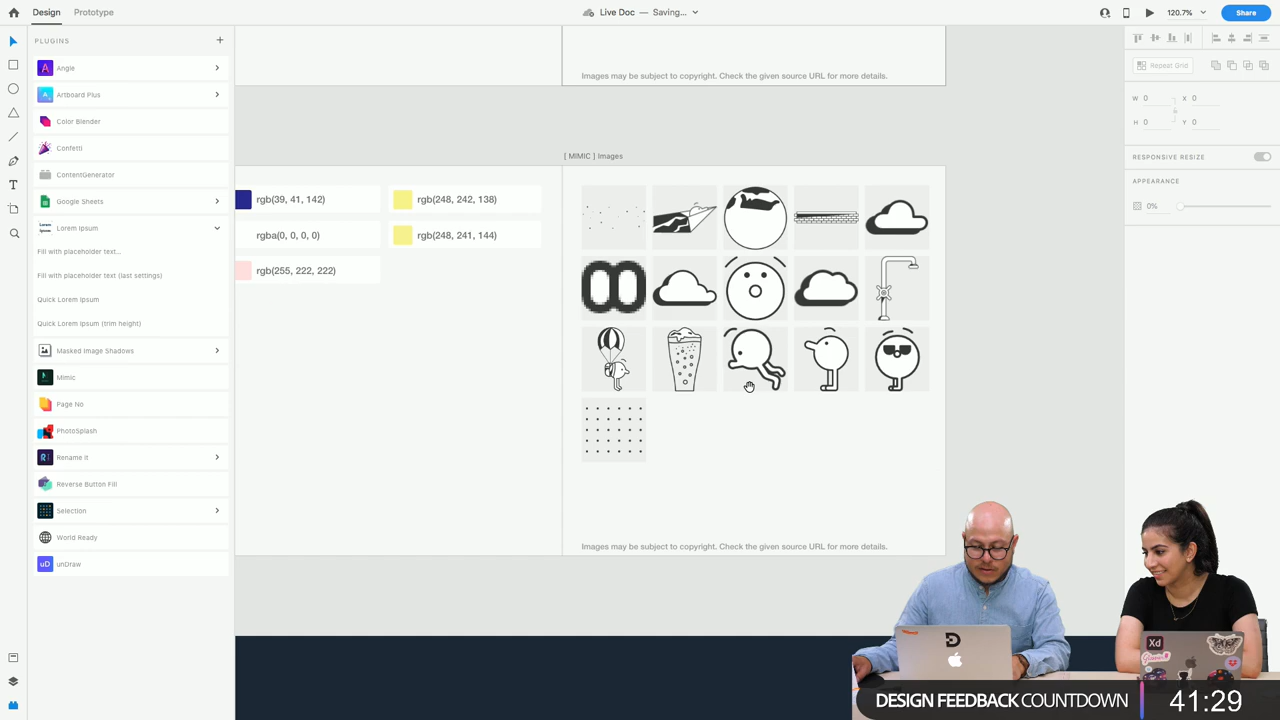 Design
Prototype
Live Doc – Saving...
120.7%
Share
PLUGINS
Angle
Artboard Plus
Color Blender
Confetti
ContentGenerator
Google Sheets
Lorem Ipsum
Lorem Ipsum
Fill with placeholder text...
Fill with placeholder text (last settings)
Quick Lorem Ipsum
Quick Lorem Ipsum (trim height)
Masked Image Shadows
Mimic
Page No
PhotoSplash
Rename It
Reverse Button Fill
Selection
World Ready
uD
unDraw
Images may be subject to copyright. Check the given source URL for more details.
[ MIMIC ] Images
rgb(39, 41, 142)
rgb(248, 242, 138)
rgba(0, 0, 0, 0)
rgb(248, 241, 144)
rgb(255, 222, 222)
Images may be subject to copyright. Check the given source URL for more details.
Repeat Grid
W 0
X 0
H 0
Y 0
RESPONSIVE RESIZE
APPEARANCE
0%
Xd
DESIGN FEEDBACK COUNTDOWN
41:29